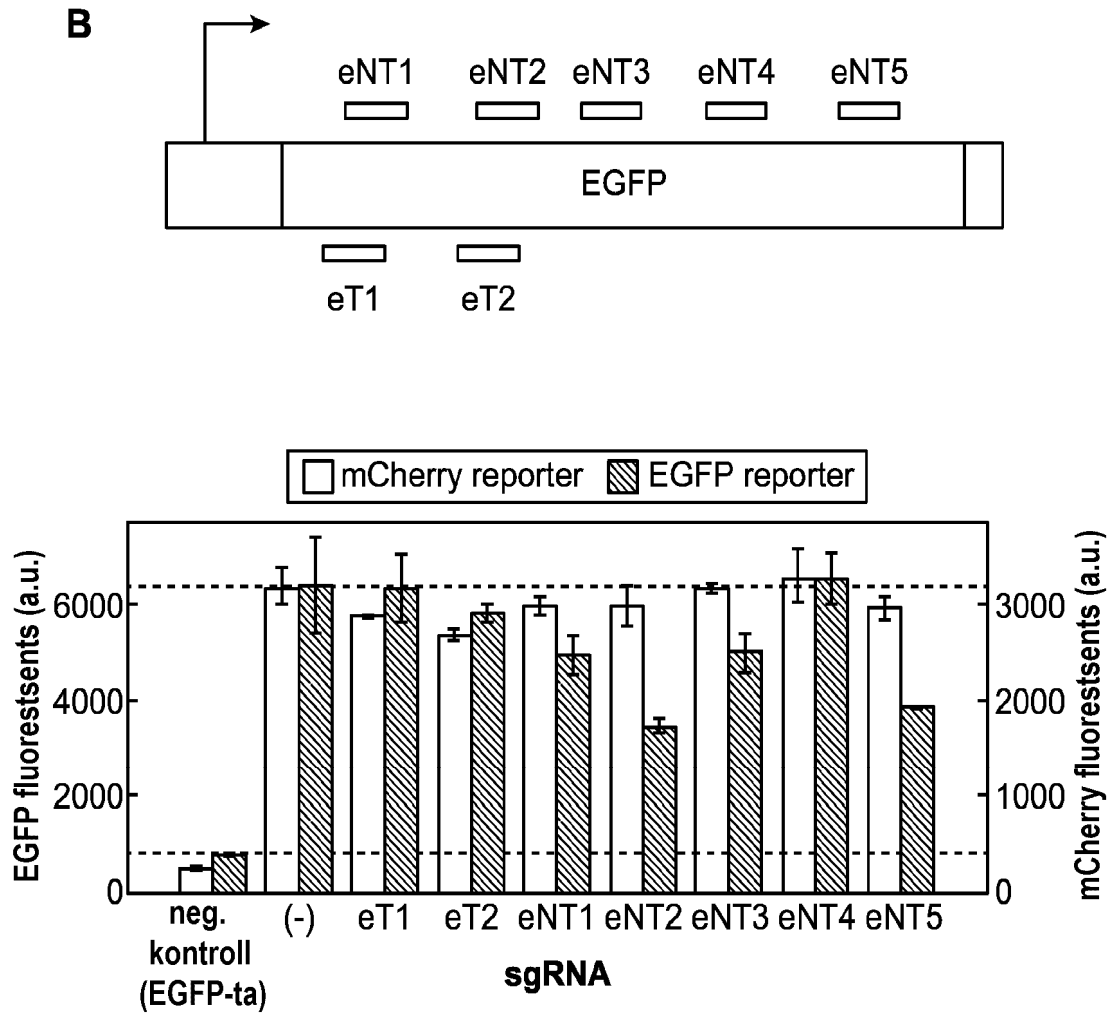 B
eNT1 eNT2 eNT3 eNT4 eNT5
EGFP
eT1 eT2
mCherry reporter EGFP reporter
EGFP fluorestsents (a.u.)
6000
4000
2000
0
mCherry fluorestsents (a.u.)
3000
2000
1000
0
neg. kontroll (EGFP-ta) (-) eT1 eT2 eNT1 eNT2 eNT3 eNT4 eNT5
sgRNA